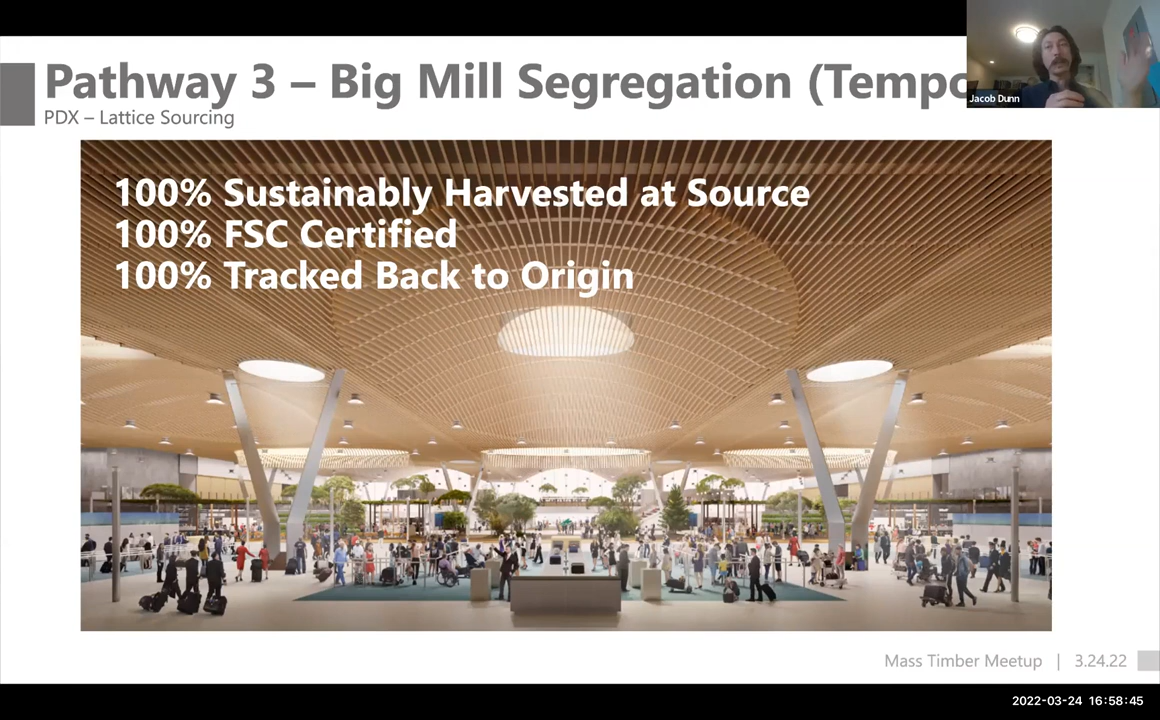 Pathway 3 – Big Mill Segregation (Tempo
PDX – Lattice Sourcing
Jacob Dunn
100% Sustainably Harvested at Source
100% FSC Certified
100% Tracked Back to Origin
Mass Timber Meetup | 3.24.22
2022-03-24 16:58:45